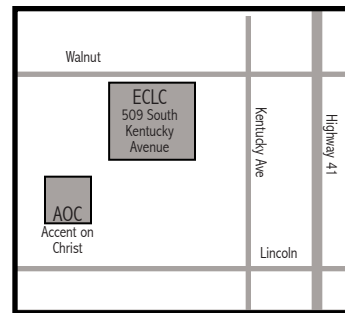 Walnut
ECLC
509 South
Kentucky
Avenue
Kentucky Ave
Highway 41
AOC
Accent on
Christ
Lincoln